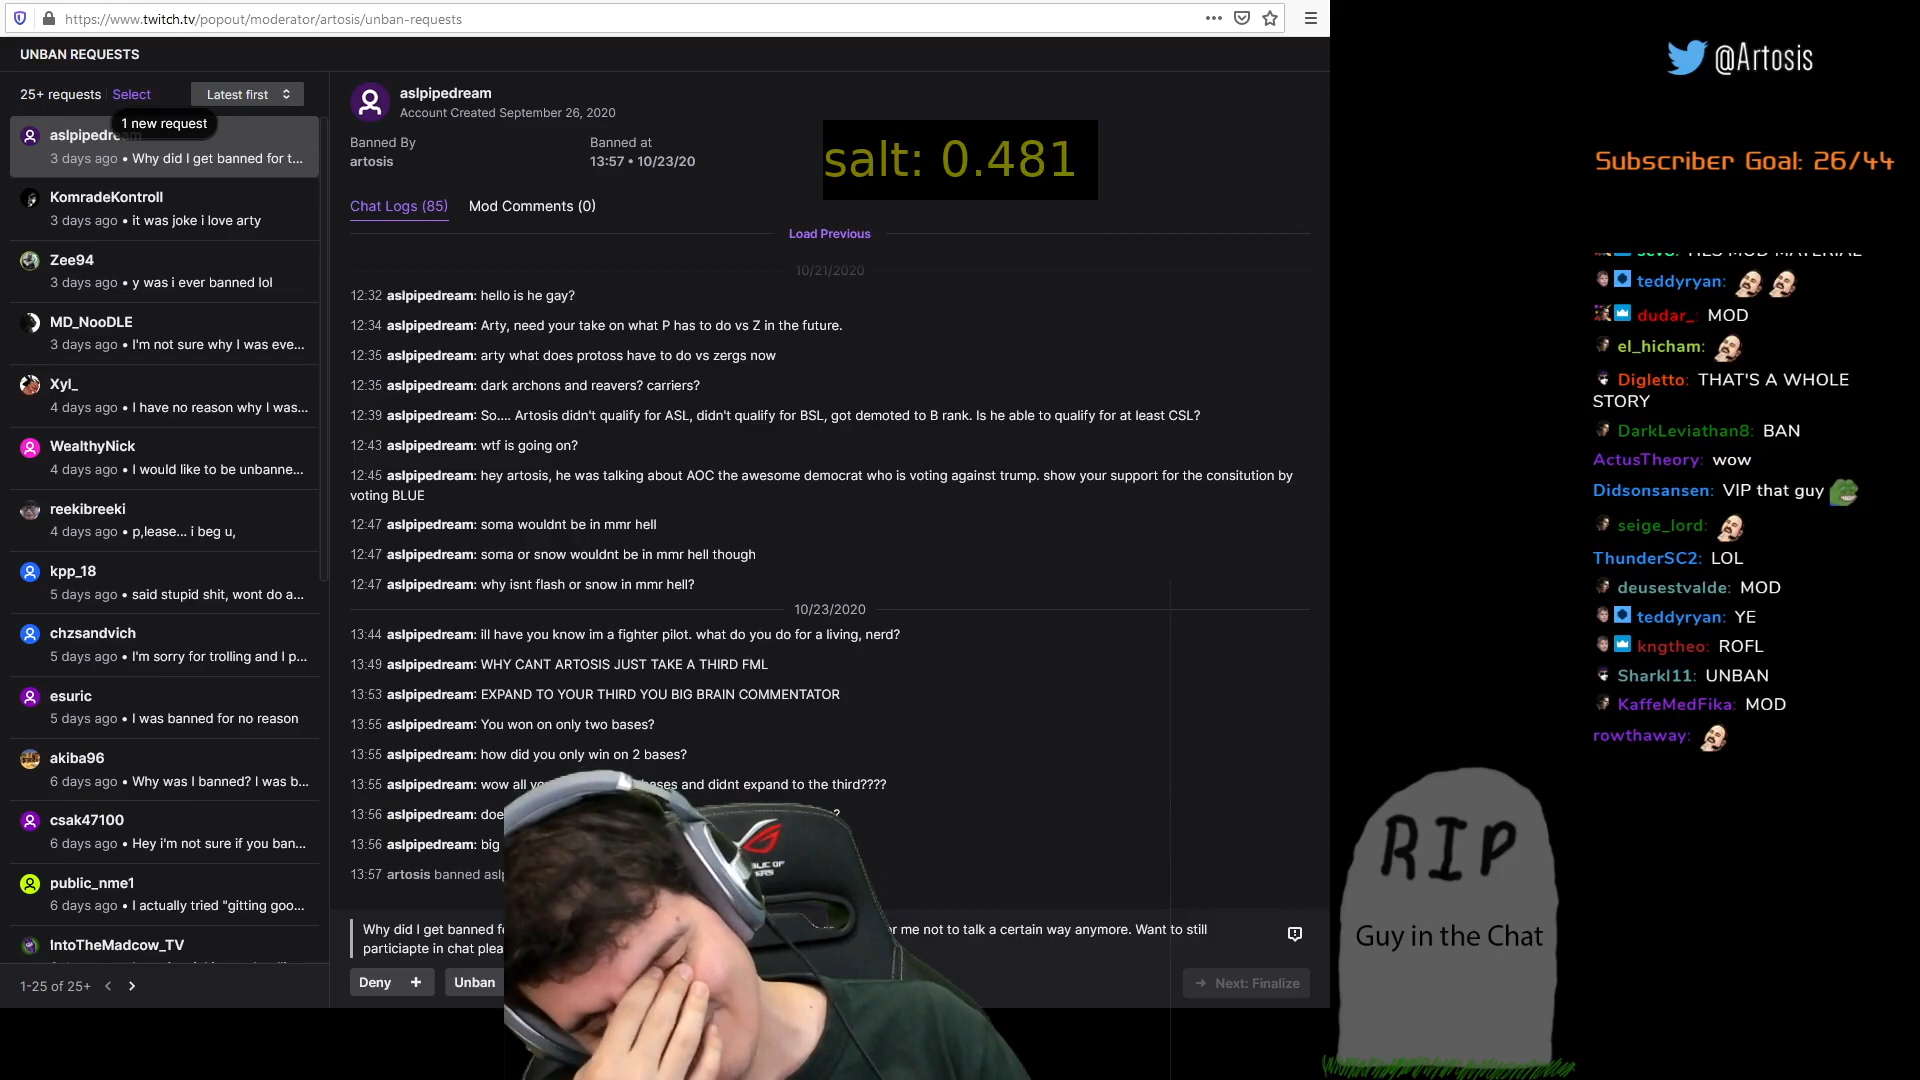 https://www.twitch.tv/popout/moderator/artosis/unban-requests
UNBAN REQUESTS
25+ requests
Select
Latest first
1 new request
aslpipedre
3 days ago • Why did I get banned for t...
KomradeKontroll
3 days ago • it was joke i love arty
Zee94
3 days ago • y was i ever banned lol
MD_NooDLE
3 days ago • I'm not sure why I was eve...
Xyl_
4 days ago • I have no reason why I was...
WealthyNick
4 days ago • I would like to be unbanne...
reekibreeki
4 days ago • p,lease... i beg u,
kpp_18
5 days ago • said stupid shit, wont do a...
chzsandvich
5 days ago • I'm sorry for trolling and I p...
esuric
5 days ago • I was banned for no reason
akiba96
6 days ago • Why was I banned? I was b...
csak47100
6 days ago • Hey i'm not sure if you ban...
public_nme1
6 days ago • I actually tried "gitting goo...
IntoTheMadcow_TV
1-25 of 25+
aslpipedream
Account Created September 26, 2020
Banned By
artosis
Banned at
13:57 • 10/23/20
salt: 0.481
Chat Logs (85)
Mod Comments (0)
Load Previous
10/21/2020
12:32 aslpipedream: hello is he gay?
12:34 aslpipedream: Arty, need your take on what P has to do vs Z in the future.
12:35 aslpipedream: arty what does protoss have to do vs zergs now
12:35 aslpipedream: dark archons and reavers? carriers?
12:39 aslpipedream: So.... Artosis didn't qualify for ASL, didn't qualify for BSL, got demoted to B rank. Is he able to qualify for at least CSL?
12:43 aslpipedream: wtf is going on?
12:45 aslpipedream: hey artosis, he was talking about AOC the awesome democrat who is voting against trump. show your support for the consitution by
voting BLUE
12:47 aslpipedream: soma wouldnt be in mmr hell
12:47 aslpipedream: soma or snow wouldnt be in mmr hell though
12:47 aslpipedream: why isnt flash or snow in mmr hell?
10/23/2020
13:44 aslpipedream: ill have you know im a fighter pilot. what do you do for a living, nerd?
13:49 aslpipedream: WHY CANT ARTOSIS JUST TAKE A THIRD FML
13:53 aslpipedream: EXPAND TO YOUR THIRD YOU BIG BRAIN COMMENTATOR
13:55 aslpipedream: You won on only two bases?
13:55 aslpipedream: how did you only win on 2 bases?
13:55 aslpipedream: wow all yo ases and didnt expand to the third????
13:56 aslpipedream: doe ?
13:56 aslpipedream: big
13:57 artosis banned asl
Why did I get banned f r me not to talk a certain way anymore. Want to still
particiapte in chat plea
Deny +
Unban
Next: Finalize
@Artosis
Subscriber Goal: 26/44
teddyryan:
dudar_: MOD
el_hicham:
Digletto: THAT'S A WHOLE
STORY
DarkLeviathan8: BAN
ActusTheory: wow
Didsonsansen: VIP that guy
seige_lord:
ThunderSC2: LOL
deusestvalde: MOD
teddyryan: YE
kngtheo: ROFL
Sharkl11: UNBAN
KaffeMedFika: MOD
rowthaway:
RIP
Guy in the Chat